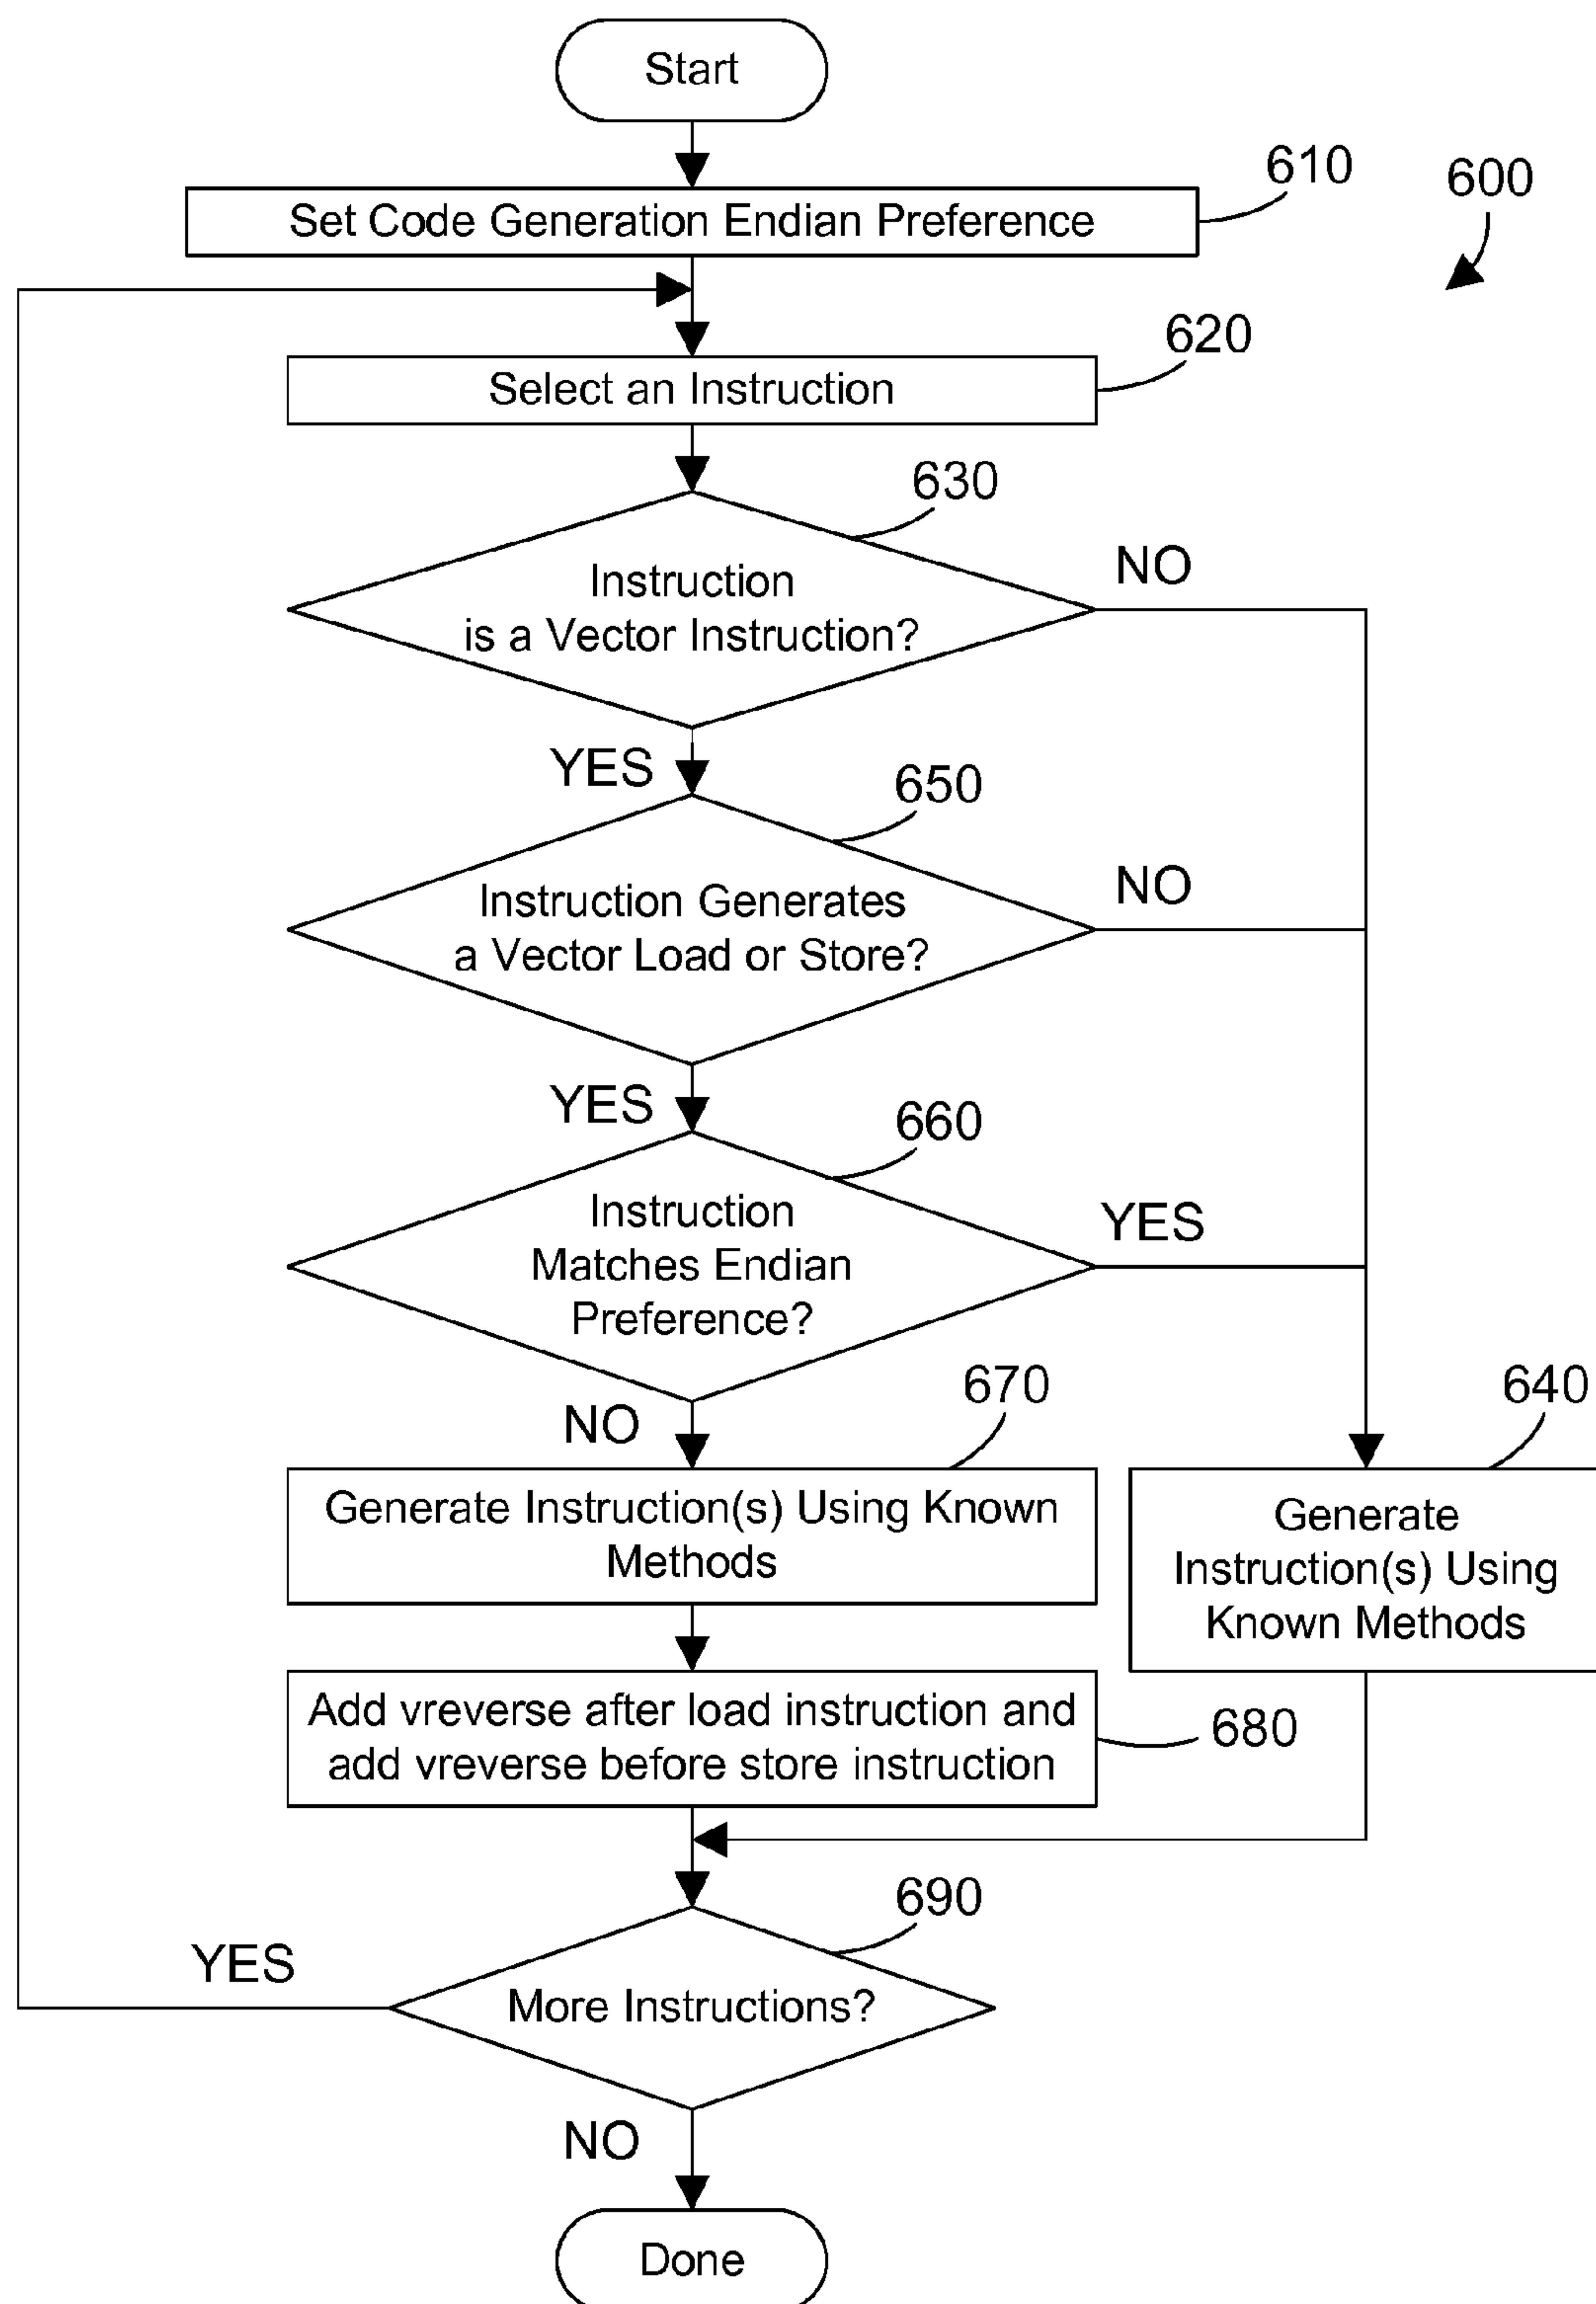 Start
610
600
Set Code Generation Endian Preference
620
Select an Instruction
630
NO
Instruction
is a Vector Instruction?
YES
650
NO
Instruction Generates
a Vector Load or Store?
YES
660
YES
Instruction
Matches Endian
Preference?
NO
670
640
Generate Instruction(s) Using Known
Methods
Generate
Instruction(s) Using
Known Methods
Add vreverse after load instruction and
add vreverse before store instruction
680
690
YES
More Instructions?
NO
Done